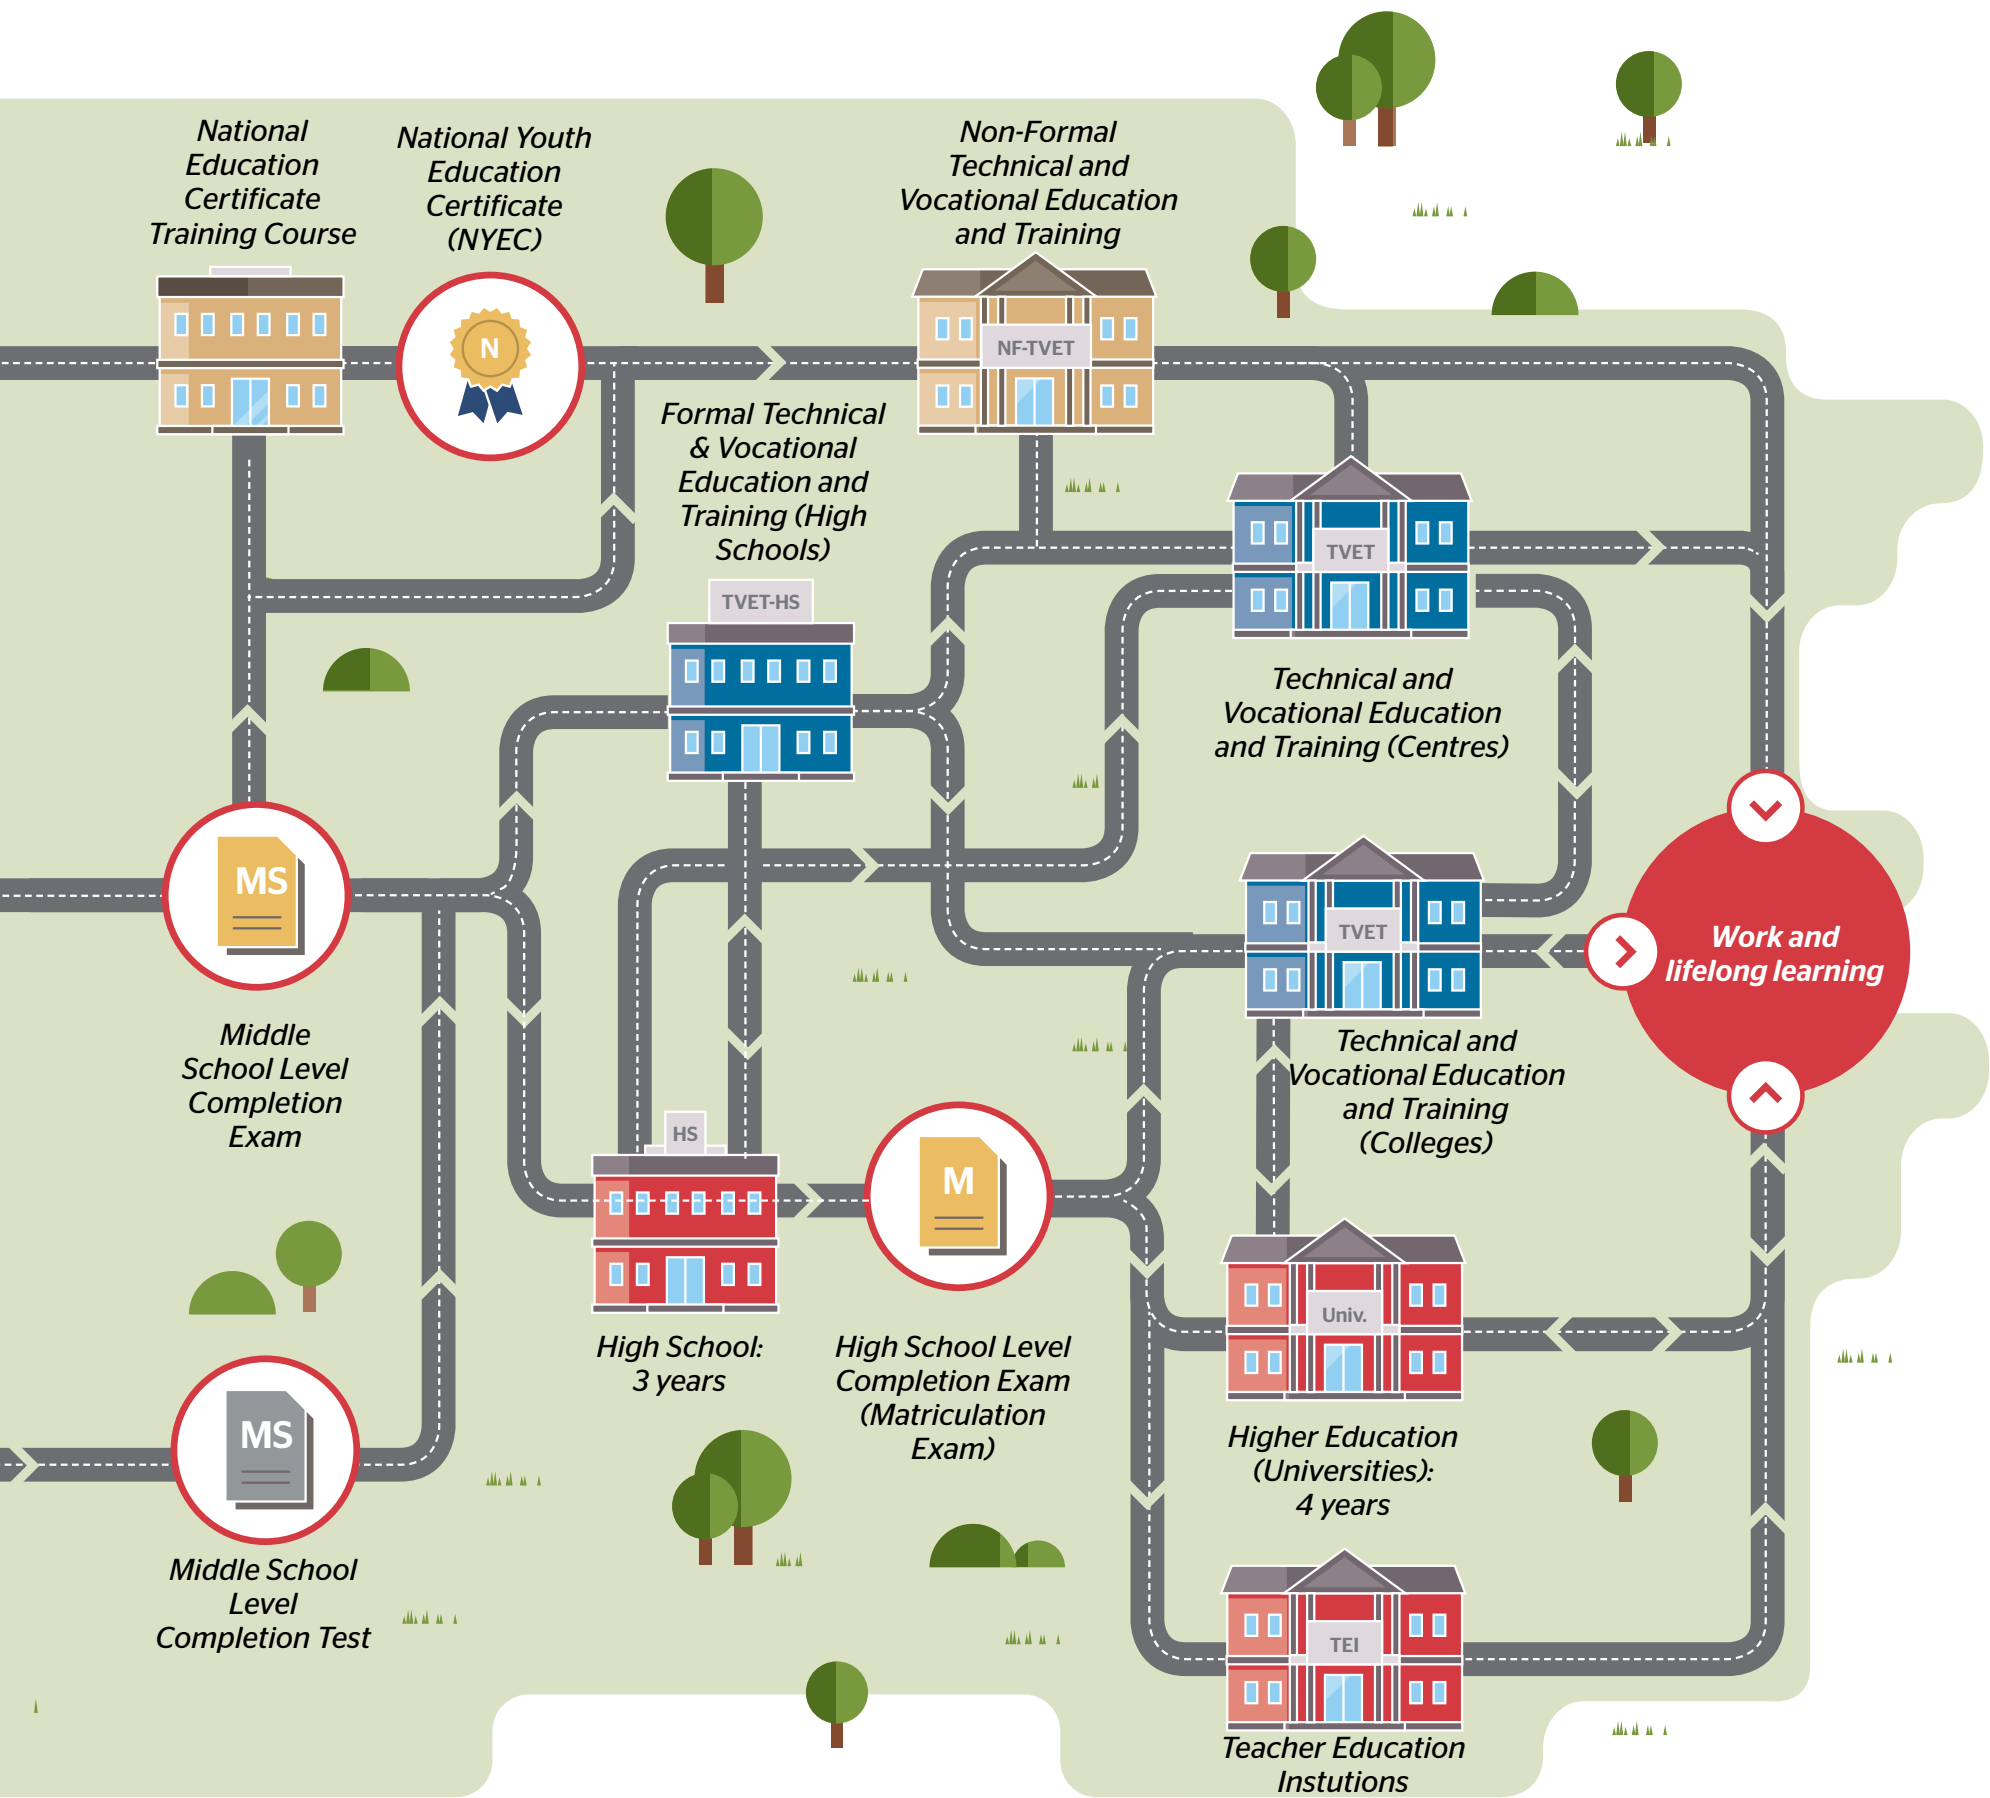 National
Education
Certificate
Training Course
National Youth
Education
Certificate
(NYEC)
Non-Formal
Technical and
Vocational Education
and Training
N
NF-TVET
Formal Technical
& Vocational
Education and
Training (High
Schools)
TVET
TVET-HS
Technical and
Vocational Education
and Training (Centres)
MS
TVET
Work and
lifelong learning
Middle
School Level
Completion
Exam
Technical and
Vocational Education
and Training
(Colleges)
HS
M
Univ.
High School:
3 years
High School Level
Completion Exam
(Matriculation
Exam)
MS
Higher Education
(Universities):
4 years
Middle School
Level
Completion Test
TEI
Teacher Education
Instutions